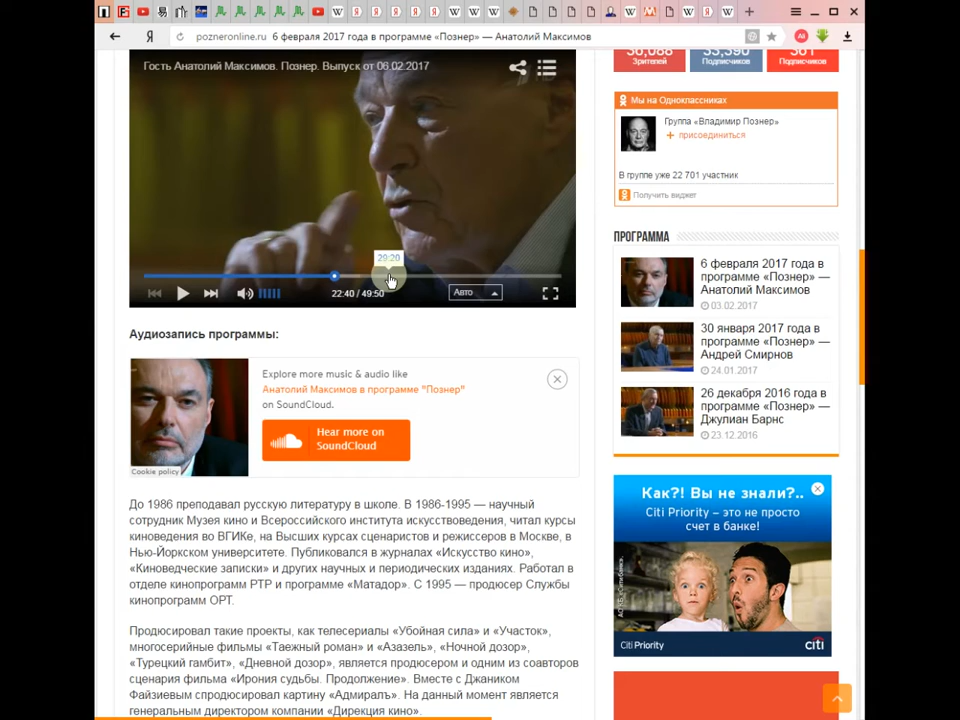 pozneronline.ru 6 февраля 2017 года в программе «Познер» — Анатолий Максимов
Гость Анатолий Максимов. Познер. Выпуск от 06.02.2017
29:20
22:40 / 49:50
Авто
Аудиозапись программы:
Explore more music & audio like
Анатолий Максимов в программе "Познер"
on SoundCloud.
Hear more on
SoundCloud
Cookie policy
До 1986 преподавал русскую литературу в школе. В 1986-1995 — научный
сотрудник Музея кино и Всероссийского института искусствоведения, читал курсы
киноведения во ВГИКе, на Высших курсах сценаристов и режиссеров в Москве, в
Нью-Йоркском университете. Публиковался в журналах «Искусство кино»,
«Киноведческие записки» и других научных и периодических изданиях. Работал в
отделе кинопрограмм РТР и программе «Матадор». С 1995 — продюсер Службы
кинопрограмм ОРТ.
Продюсировал такие проекты, как телесериалы «Убойная сила» и «Участок»,
многосерийные фильмы «Таежный роман» и «Азазель», «Ночной дозор»,
«Турецкий гамбит», «Дневной дозор», является продюсером и одним из соавторов
сценария фильма «Ирония судьбы. Продолжение». Вместе с Джаником
Файзиевым спродюсировал картину «Адмиралъ». На данный момент является
генеральным директором компании «Дирекция кино».
36,088 33,390 361
Зрителей Подписчиков Подписчиков
Мы на Одноклассниках
Группа «Владимир Познер»
+ присоединиться
В группе уже 22 701 участник
Получить виджет
ПРОГРАММА
6 февраля 2017 года в
программе «Познер» —
Анатолий Максимов
03.02.2017
30 января 2017 года в
программе «Познер» —
Андрей Смирнов
24.01.2017
26 декабря 2016 года в
программе «Познер» —
Джулиан Барнс
23.12.2016
Как?! Вы не знали?..
Citi Priority – это не просто
счет в банке!
Citi Priority
citi